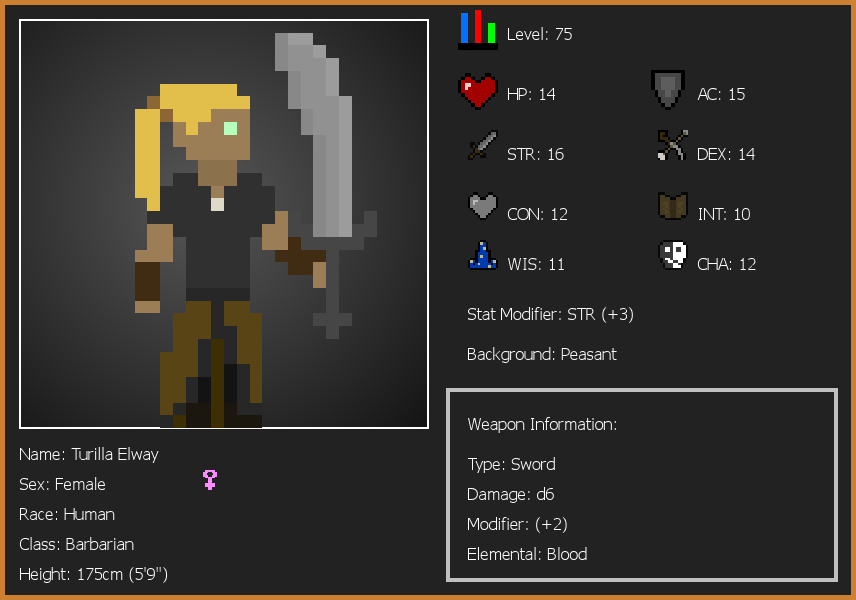 Level: 75
HP: 14
AC: 15
STR: 16
DEX: 14
CON: 12
INT: 10
WIS: 11
CHA: 12
Stat Modifier: STR (+3)
Background: Peasant
Weapon Information:
Type: Sword
Damage: d6
Modifier: (+2)
Elemental: Blood
Name: Turilla Elway
Sex: Female
Race: Human
Class: Barbarian
Height: 175cm (5'9")